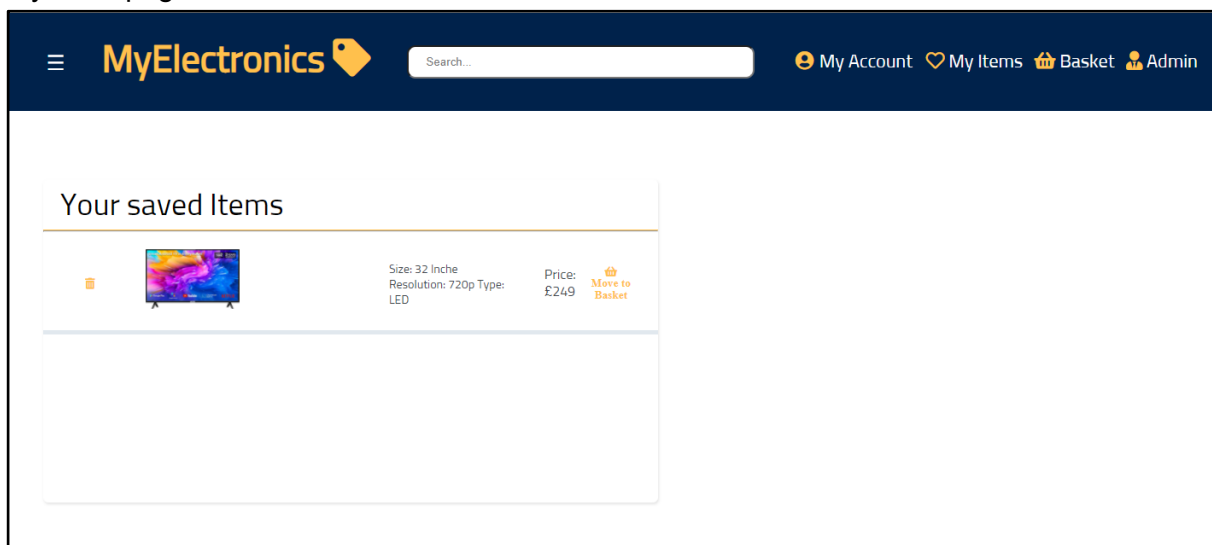 ☰ MyElectronics Search... My Account My Items Basket Admin
Your saved Items
Size: 32 Inche
Resolution: 720p Type:
LED
Price:
£249
Move to
Basket